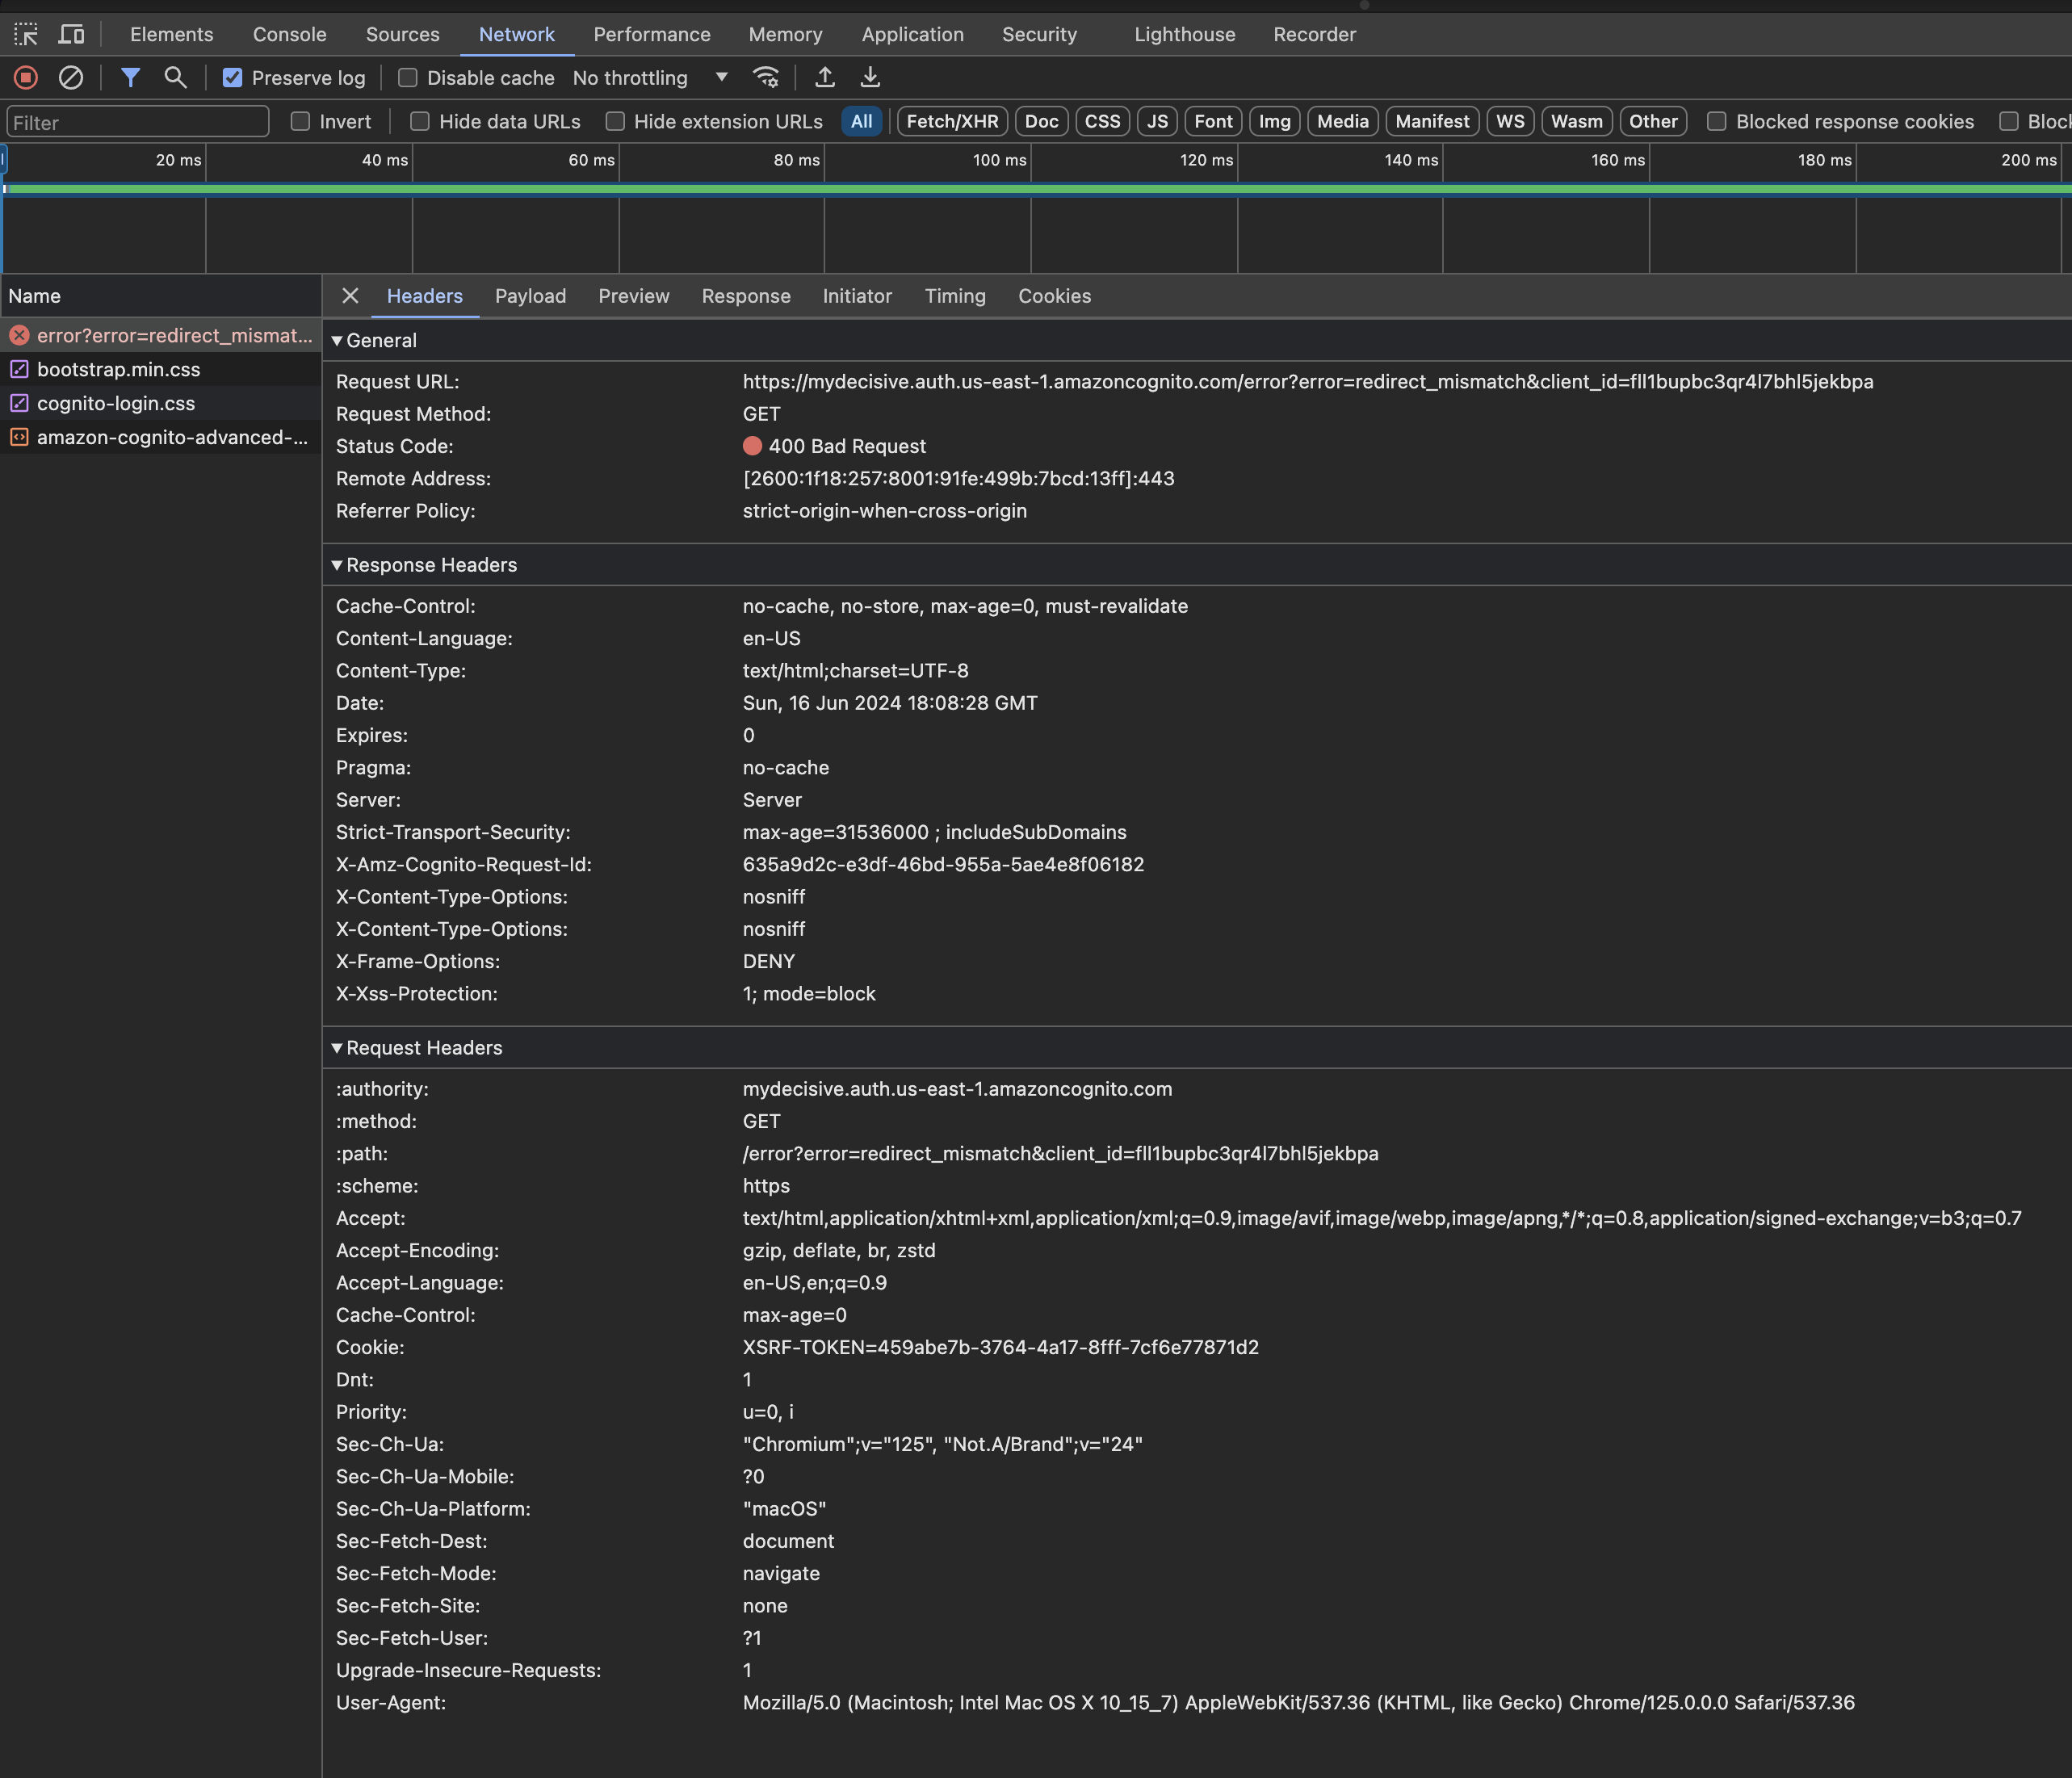 Elements Console Sources Network Performance Memory Application Security Lighthouse Recorder
Preserve log Disable cache No throttling
Filter Invert Hide data URLs Hide extension URLs All Fetch/XHR Doc CSS JS Font Img Media Manifest WS Wasm Other Blocked response cookies
20 ms 40 ms 60 ms 80 ms 100 ms 120 ms 140 ms 160 ms 180 ms 200 ms
Name Headers Payload Preview Response Initiator Timing Cookies
error?error=redirect_mismat...
bootstrap.min.css
cognito-login.css
amazon-cognito-advanced-...
General
Request URL: https://mydecisive.auth.us-east-1.amazoncognito.com/error?error=redirect_mismatch&client_id=fll1bupbc3qr4l7bhl5jekbpa
Request Method: GET
Status Code: 400 Bad Request
Remote Address: [2600:1f18:257:8001:91fe:499b:7bcd:13ff]:443
Referrer Policy: strict-origin-when-cross-origin
Response Headers
Cache-Control: no-cache, no-store, max-age=0, must-revalidate
Content-Language: en-US
Content-Type: text/html;charset=UTF-8
Date: Sun, 16 Jun 2024 18:08:28 GMT
Expires: 0
Pragma: no-cache
Server: Server
Strict-Transport-Security: max-age=31536000 ; includeSubDomains
X-Amz-Cognito-Request-Id: 635a9d2c-e3df-46bd-955a-5ae4e8f06182
X-Content-Type-Options: nosniff
X-Content-Type-Options: nosniff
X-Frame-Options: DENY
X-Xss-Protection: 1; mode=block
Request Headers
:authority: mydecisive.auth.us-east-1.amazoncognito.com
:method: GET
:path: /error?error=redirect_mismatch&client_id=fll1bupbc3qr4l7bhl5jekbpa
:scheme: https
Accept: text/html,application/xhtml+xml,application/xml;q=0.9,image/avif,image/webp,image/apng,*/*;q=0.8,application/signed-exchange;v=b3;q=0.7
Accept-Encoding: gzip, deflate, br, zstd
Accept-Language: en-US,en;q=0.9
Cache-Control: max-age=0
Cookie: XSRF-TOKEN=459abe7b-3764-4a17-8fff-7cf6e77871d2
Dnt: 1
Priority: u=0, i
Sec-Ch-Ua: "Chromium";v="125", "Not.A/Brand";v="24"
Sec-Ch-Ua-Mobile: ?0
Sec-Ch-Ua-Platform: "macOS"
Sec-Fetch-Dest: document
Sec-Fetch-Mode: navigate
Sec-Fetch-Site: none
Sec-Fetch-User: ?1
Upgrade-Insecure-Requests: 1
User-Agent: Mozilla/5.0 (Macintosh; Intel Mac OS X 10_15_7) AppleWebKit/537.36 (KHTML, like Gecko) Chrome/125.0.0.0 Safari/537.36